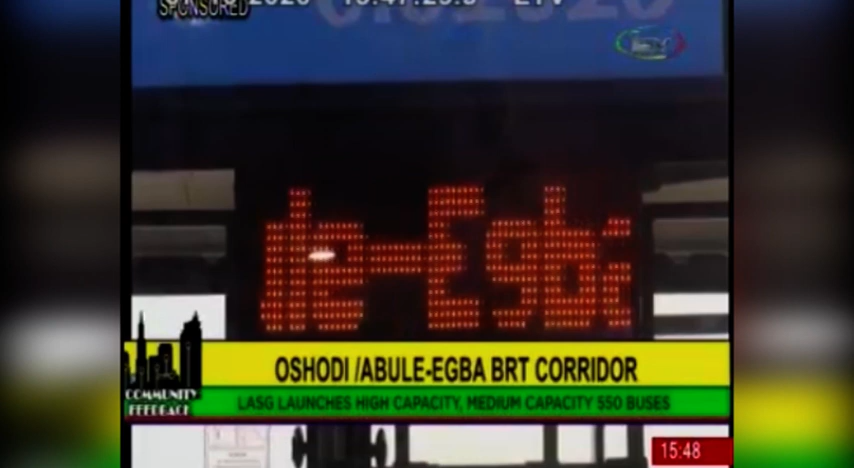 SPONSORED
le-Egb
OSHODI /ABULE-EGBA BRT CORRIDOR
LASG LAUNCHES HIGH CAPACITY, MEDIUM CAPACITY 550 BUSES
COMMUNITY
FEEDBACK
15:48